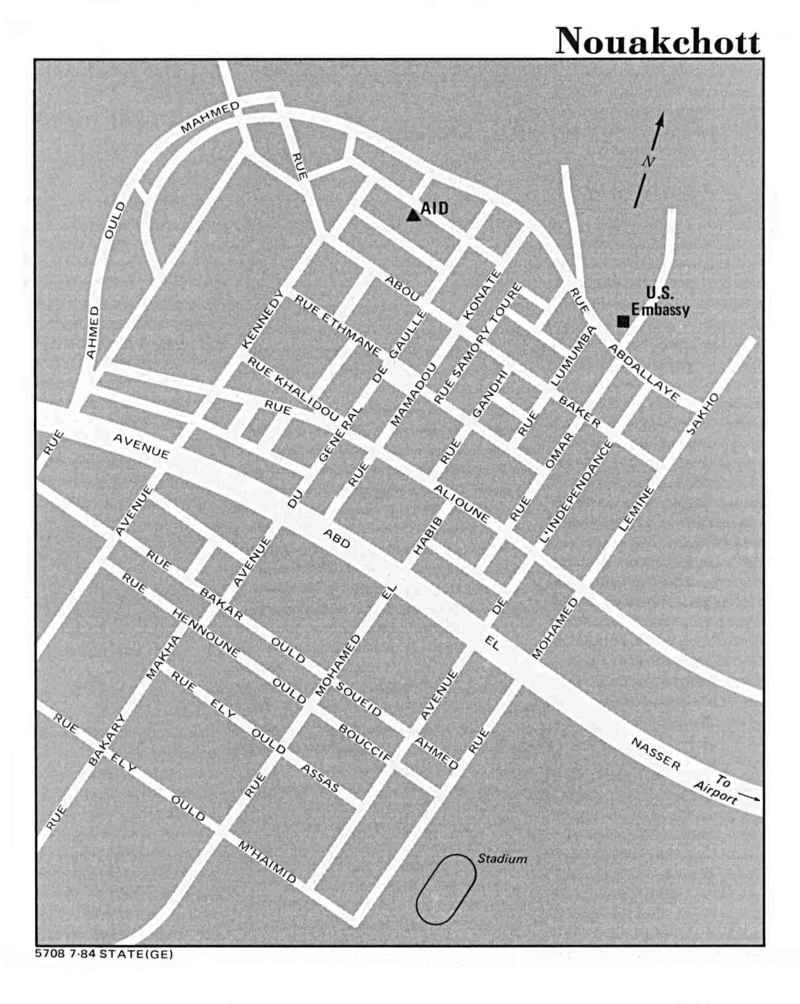 Nouakchott
N
RUE AHMED OULD MAHMED
AID
U.S.
Embassy
AVENUE KENNEDY
RUE ETHMANE
RUE KHALIDOU
RUE ABOU BAKER
AVENUE DU GENERAL DE GAULLE
RUE MAMADOU KONATE
RUE SAMORY TOURE
RUE GANDHI
RUE LUMUMBA
RUE ABDALLAYE
RUE OMAR
RUE ALIOUNE
RUE HABIB
AVENUE DE L'INDEPENDANCE
RUE MOHAMED LEMINE SAKHO
AVENUE ABD EL NASSER
To
Airport
RUE BAKAR OULD SOUEID AHMED
RUE HENNOUNE OULD BOUCCIF
RUE ELY OULD ASSAS
RUE ELY OULD M'HAIMID
RUE BAKARY MAKHA
RUE MOHAMED EL
Stadium
5708 7-84 STATE(GE)